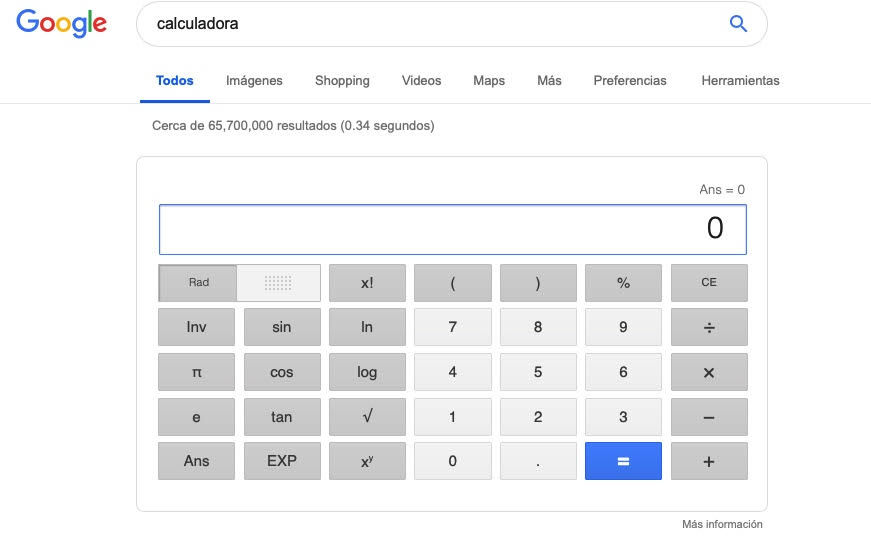 Google calculadora
Todos Imágenes Shopping Videos Maps Más Preferencias Herramientas
Cerca de 65,700,000 resultados (0.34 segundos)
Ans = 0
0
Rad x! ( ) % CE
Inv sin ln 7 8 9 ÷
π cos log 4 5 6 ×
e tan √ 1 2 3 −
Ans EXP xʸ 0 . = +
Más información